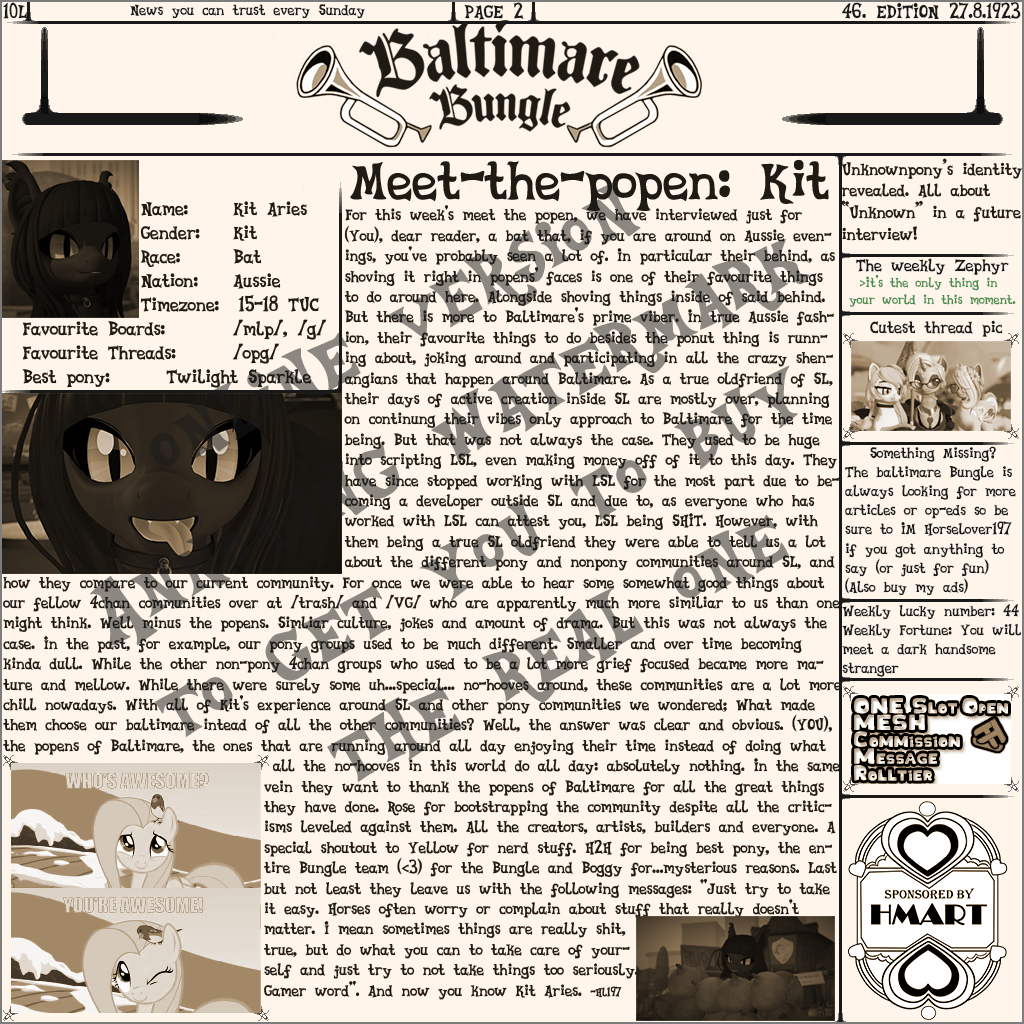 10L
News you can trust every Sunday
PAGE 2
46. EDITION 27.8.1923
Baltimare
Bungle
Name: Kit Aries
Gender: Kit
Race: Bat
Nation: Aussie
Timezone: 15-18 TUC
Favourite Boards: /mlp/, /g/
Favourite Threads: /opg/
Best pony: Twilight Sparkle
Meet-the-popen: Kit
For this week's meet the popen, we have interviewed just for
(You), dear reader, a bat that, if you are around on Aussie even-
ings, you've probably seen a lot of. In particular their behind, as
shoving it right in popens' faces is one of their favourite things
to do around here. Alongside shoving things inside of said behind.
But there is more to Baltimare's prime viber. In true Aussie fash-
ion, their favourite things to do besides the donut thing is runn-
ing about, joking around and participating in all the crazy shen-
angians that happen around Baltimare. As a true oldfriend of SL,
their days of active creation inside SL are mostly over, planning
on continung their vibes only approach to Baltimare for the time
being. But that was not always the case. They used to be huge
into scripting LSL, even making money off of it to this day. They
have since stopped working with LSL for the most part due to be-
coming a developer outside SL and due to, as everyone who has
worked with LSL can attest you, LSL being SHIT. However, with
them being a true SL oldfriend they were able to tell us a lot
about the different pony and nonpony communities around SL, and
how they compare to our current community. For once we were able to hear some somewhat good things about
our fellow 4chan communities over at /trash/ and /VG/ who are apparently much more similiar to us than one
might think. Well minus the popens. Simliar culture, jokes and amount of drama. But this was not always the
case. In the past, for example, our pony groups used to be much different. Smaller and over time becoming
kinda dull. While the other non-pony 4chan groups who used to be a lot more grief focused became more ma-
ture and mellow. While there were surely some uh...special... no-hooves around, these communities are a lot more
chill nowadays. With all of Kit's experience around SL and other pony communities we wondered; What made
them choose our baltimare intead of all the other communities? Well, the answer was clear and obvious. (YOU),
the popens of Baltimare, the ones that are running around all day enjoying their time instead of doing what
all the no-hooves in this world do all day: absolutely nothing. In the same
vein they want to thank the popens of Baltimare for all the great things
they have done. Rose for bootstrapping the community despite all the critic-
isms leveled against them. All the creators, artists, builders and everyone. A
special shoutout to Yellow for nerd stuff. H2H for being best pony, the en-
tire Bungle team (<3) for the Bungle and Boggy for...mysterious reasons. Last
but not least they leave us with the following messages: "Just try to take
it easy. Horses often worry or complain about stuff that really doesn't
matter. I mean sometimes things are really shit,
true, but do what you can to take care of your-
self and just try to not take things too seriously.
Gamer word". And now you know Kit Aries. -HL197
WHO'S AWESOME?
YOU'RE AWESOME!
Unknownpony's identity
revealed. All about
"Unknown" in a future
interview!
The weekly Zephyr
>it's the only thing in
your world in this moment.
Cutest thread pic
Something Missing?
The baltimare Bungle is
always looking for more
articles or op-eds so be
sure to IM Horselover197
if you got anything to
say (or just for fun)
(Also buy my ads)
Weekly lucky number: 44
Weekly Fortune: You will
meet a dark handsome
stranger
ONE Slot Open
MESH
Commission
Message
Rolltier
SPONSORED BY
HMART
ONLINE VERSION
ANNOYING WATERMARK
TO GET YOU TO BUY
THE REAL ONE